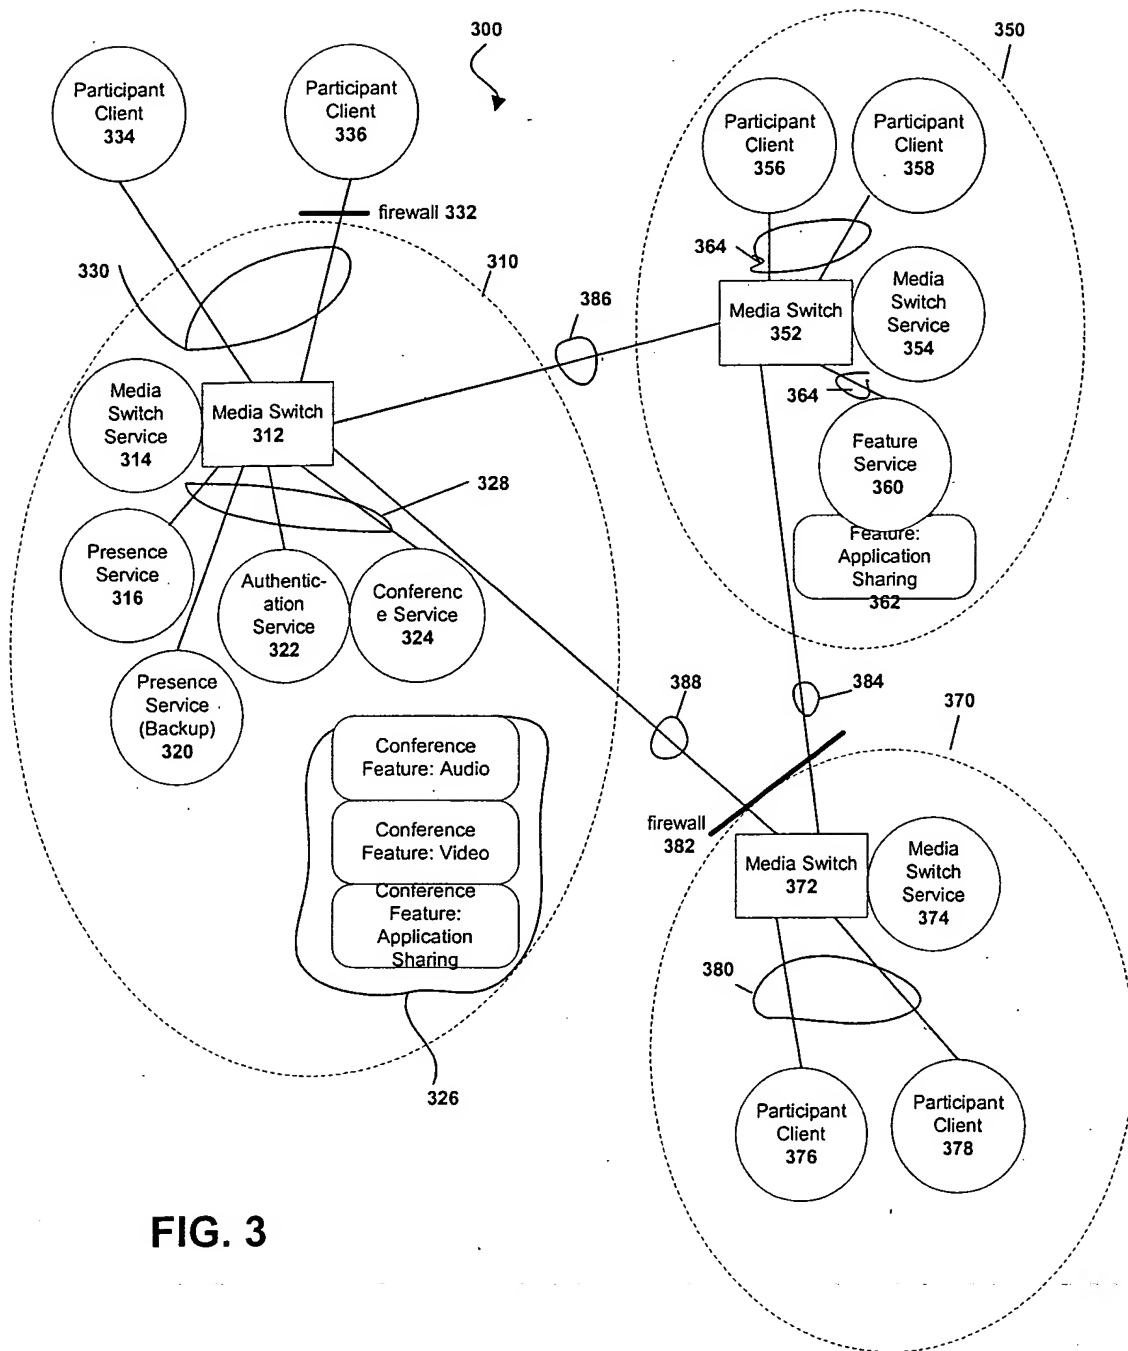 300
350
Participant
Client
334
Participant
Client
336
firewall 332
330
310
Participant
Client
356
Participant
Client
358
364
Media Switch
352
Media
Switch
Service
354
386
364
Feature
Service
360
Feature:
Application
Sharing
362
Media
Switch
Service
314
Media Switch
312
328
Presence
Service
316
Authentic-
ation
Service
322
Conferenc
e Service
324
Presence
Service
(Backup)
320
388
384
370
Conference
Feature: Audio
Conference
Feature: Video
Conference
Feature:
Application
Sharing
326
firewall
382
Media Switch
372
Media
Switch
Service
374
380
Participant
Client
376
Participant
Client
378
FIG. 3